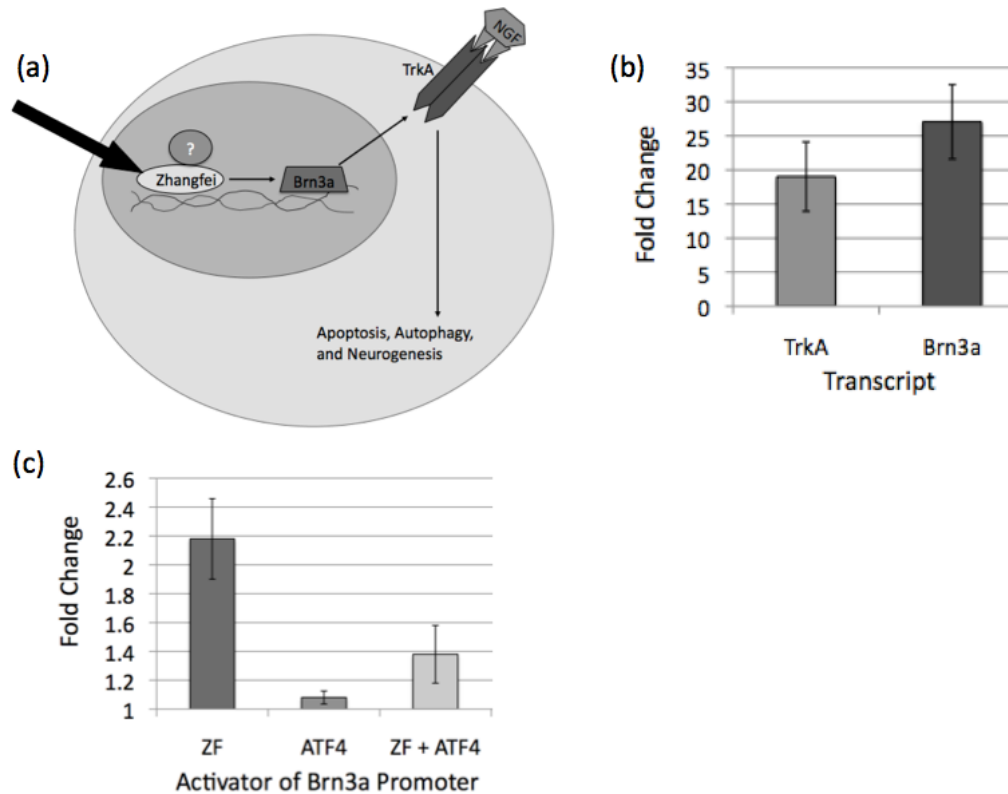 (a)
NGF
TrkA
?
Zhangfei
Brn3a
Apoptosis, Autophagy,
and Neurogenesis
(b)
Fold Change
35
30
25
20
15
10
5
0
TrkA Brn3a
Transcript
(c)
Fold Change
2.6
2.4
2.2
2
1.8
1.6
1.4
1.2
1
ZF ATF4 ZF + ATF4
Activator of Brn3a Promoter